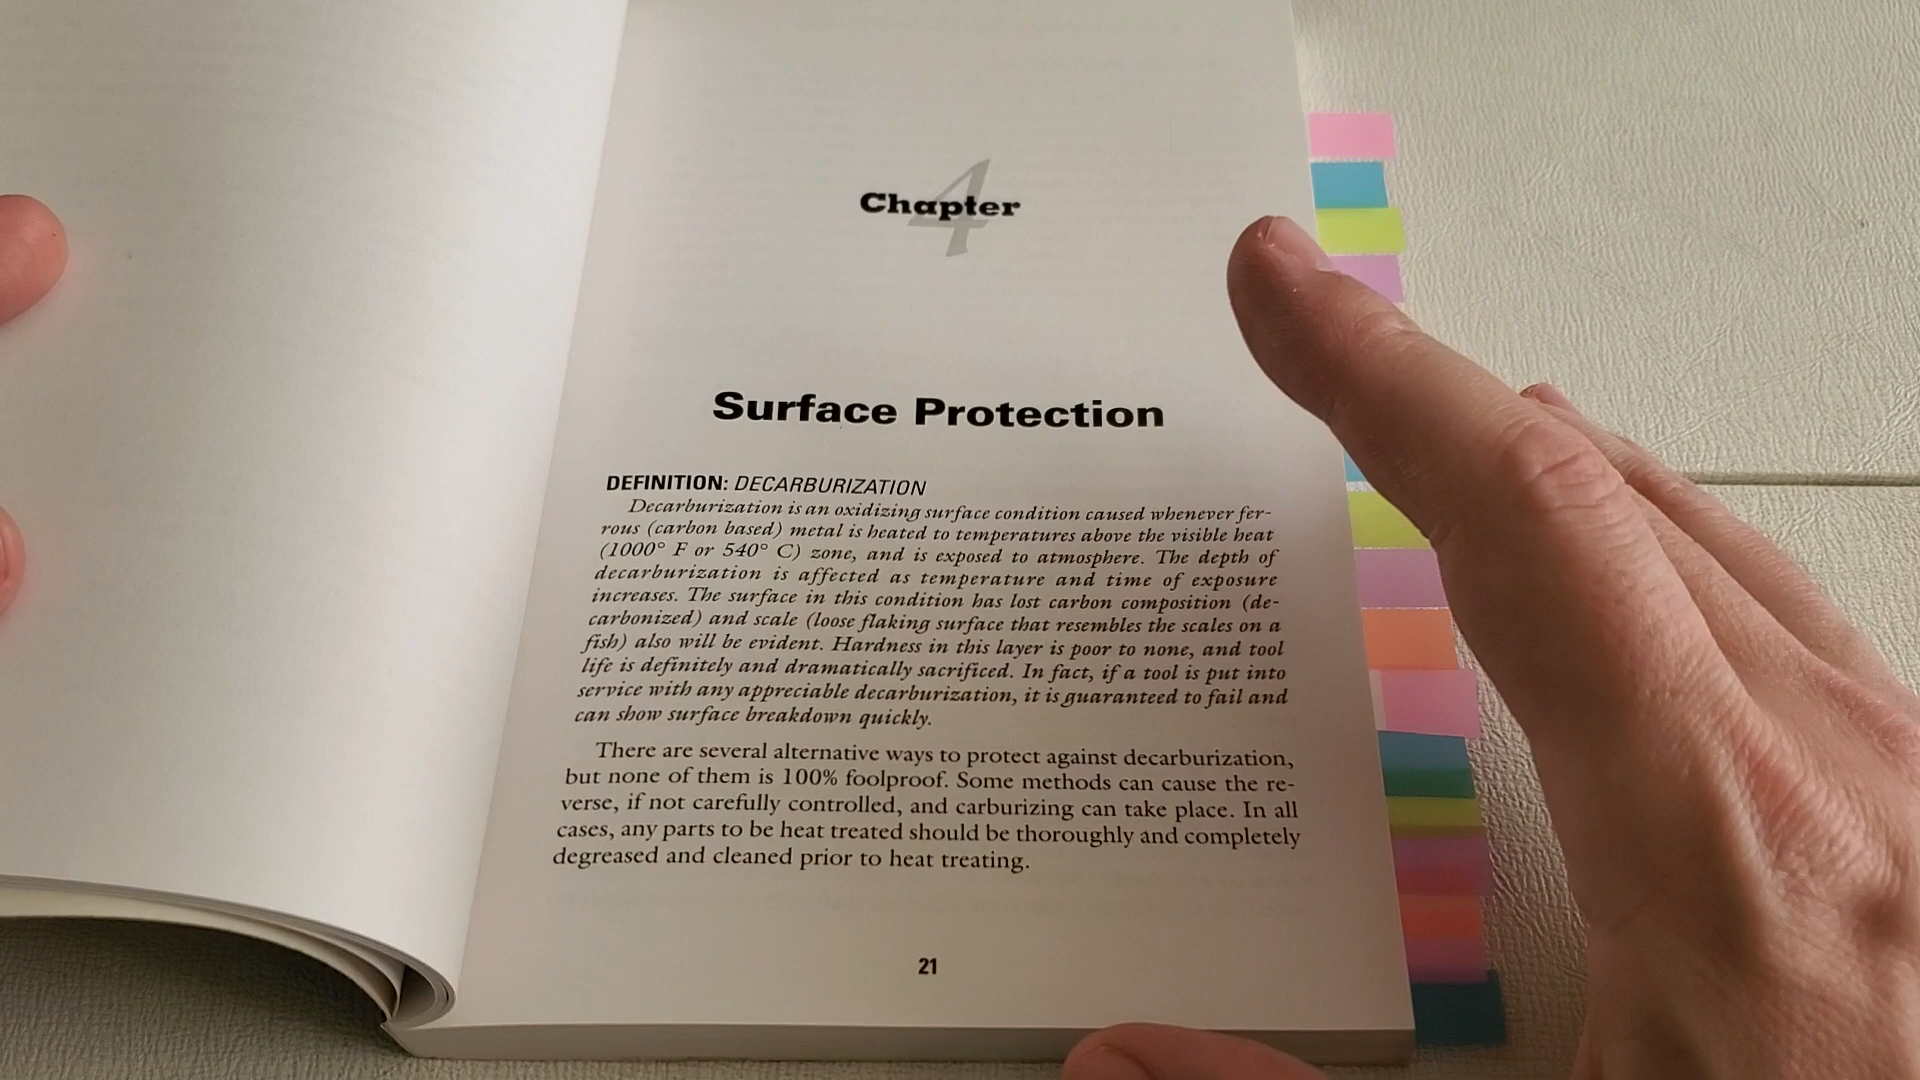 Chapter 4
Surface Protection
DEFINITION: DECARBURIZATION
Decarburization is an oxidizing surface condition caused whenever fer-
rous (carbon based) metal is heated to temperatures above the visible heat
(1000° F or 540° C) zone, and is exposed to atmosphere. The depth of
decarburization is affected as temperature and time of exposure
increases. The surface in this condition has lost carbon composition (de-
carbonized) and scale (loose flaking surface that resembles the scales on a
fish) also will be evident. Hardness in this layer is poor to none, and tool
life is definitely and dramatically sacrificed. In fact, if a tool is put into
service with any appreciable decarburization, it is guaranteed to fail and
can show surface breakdown quickly.
There are several alternative ways to protect against decarburization,
but none of them is 100% foolproof. Some methods can cause the re-
verse, if not carefully controlled, and carburizing can take place. In all
cases, any parts to be heat treated should be thoroughly and completely
degreased and cleaned prior to heat treating.
21